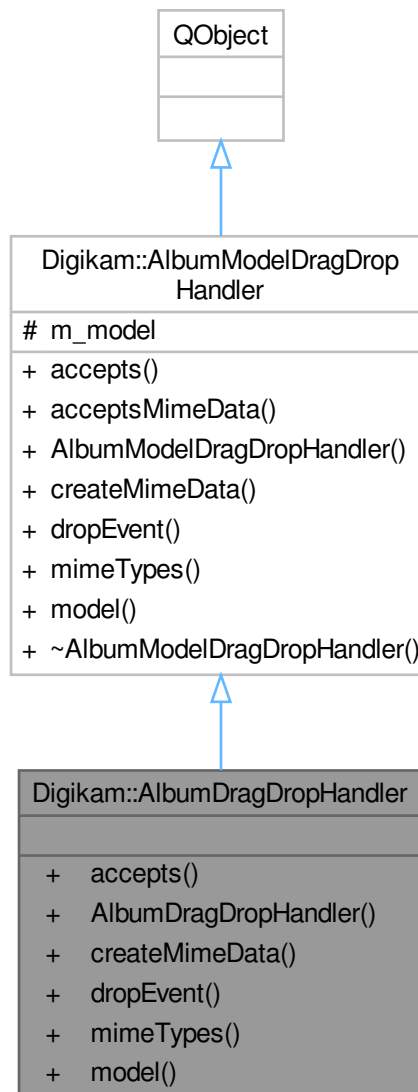 QObject
Digikam::AlbumModelDragDrop
Handler
# m_model
+ accepts()
+ acceptsMimeData()
+ AlbumModelDragDropHandler()
+ createMimeData()
+ dropEvent()
+ mimeTypes()
+ model()
+ ~AlbumModelDragDropHandler()
Digikam::AlbumDragDropHandler
+ accepts()
+ AlbumDragDropHandler()
+ createMimeData()
+ dropEvent()
+ mimeTypes()
+ model()